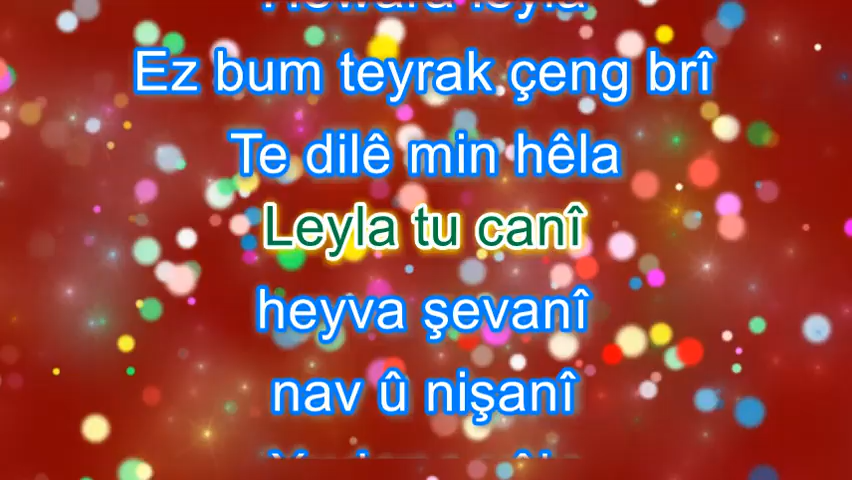 Ez bum teyrak çeng brî
Te dilê min hêla
Leyla tu canî
heyva şevanî
nav û nişanî